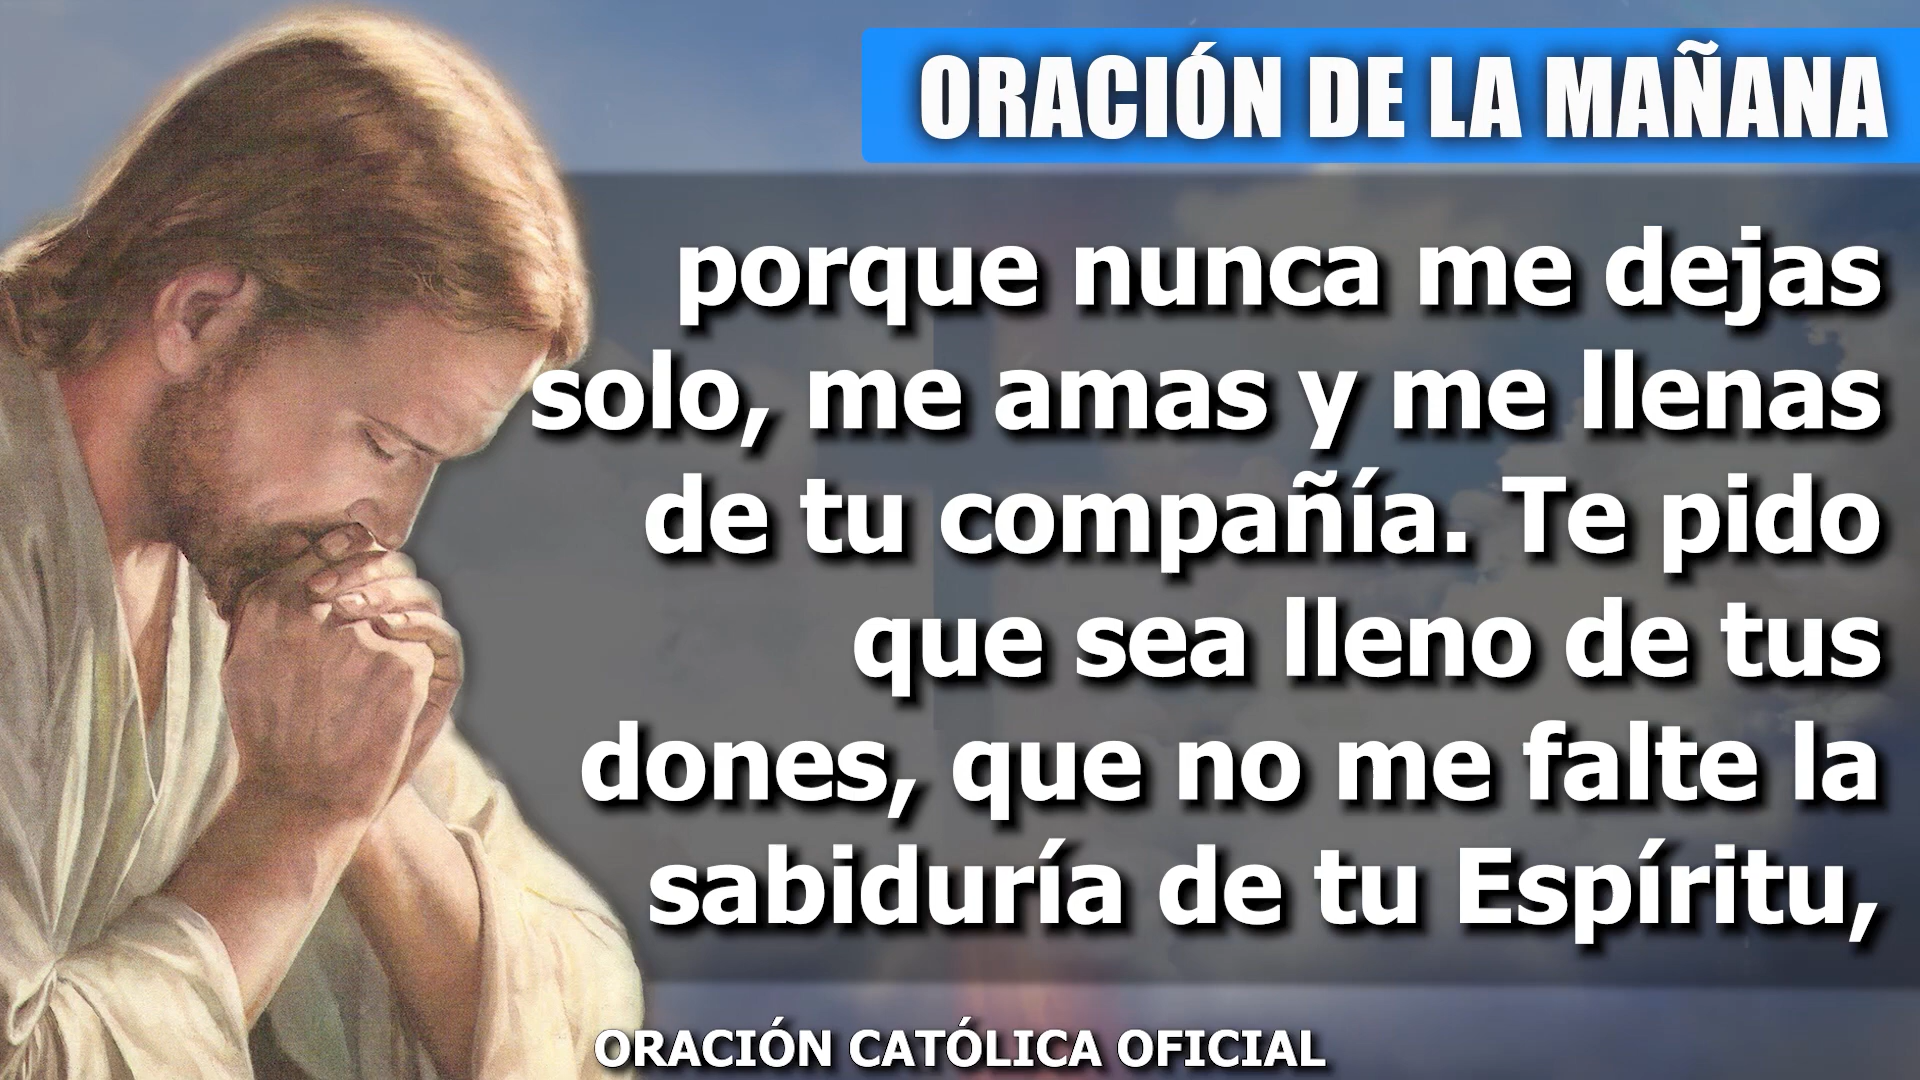 ORACIÓN DE LA MAÑANA
porque nunca me dejas
solo, me amas y me llenas
de tu compañía. Te pido
que sea lleno de tus
dones, que no me falte la
sabiduría de tu Espíritu,
ORACIÓN CATÓLICA OFICIAL